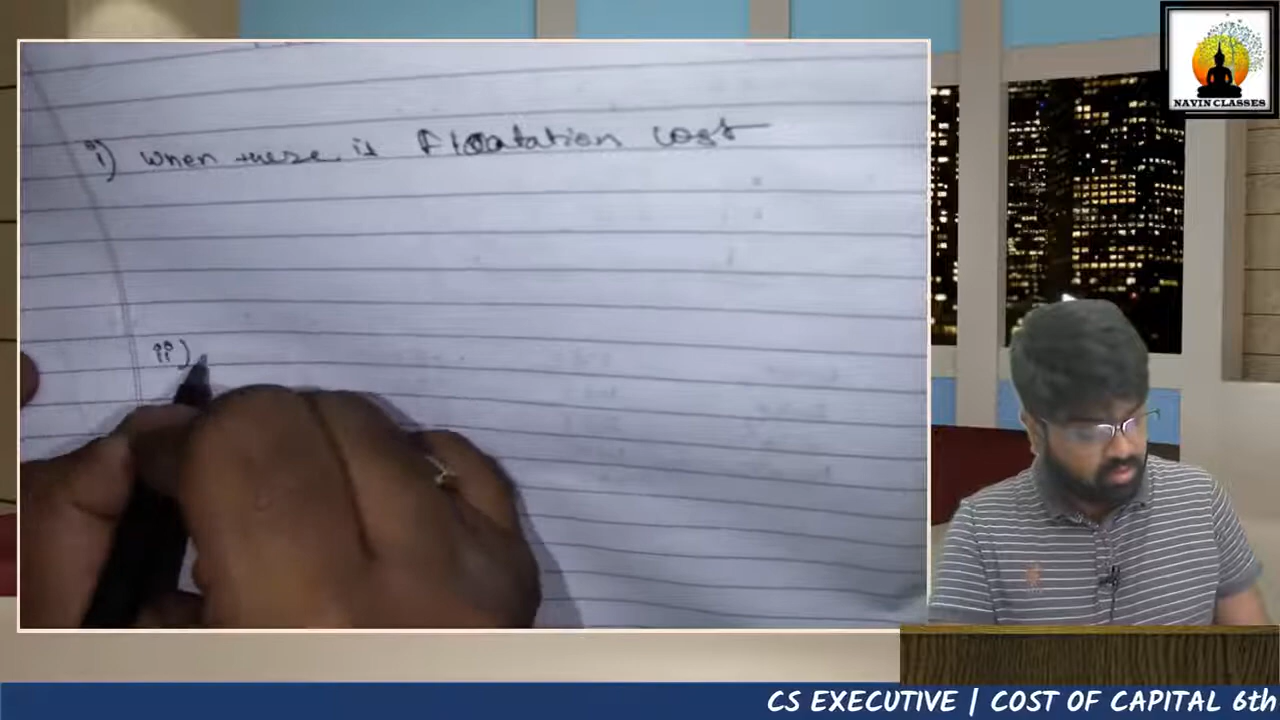 NAVIN CLASSES
i) When there is Floatation cost
ii)
CS EXECUTIVE | COST OF CAPITAL 6th